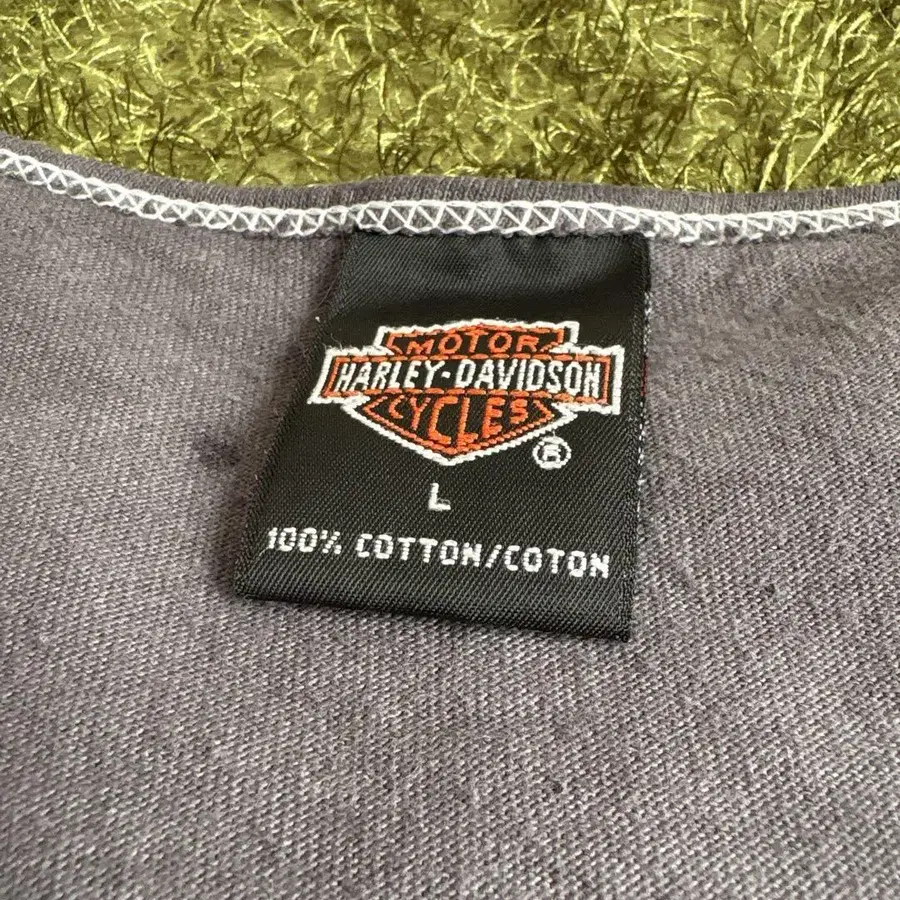 MOTOR
HARLEY-DAVIDSON
CYCLES
®
L
100% COTTON/COTON